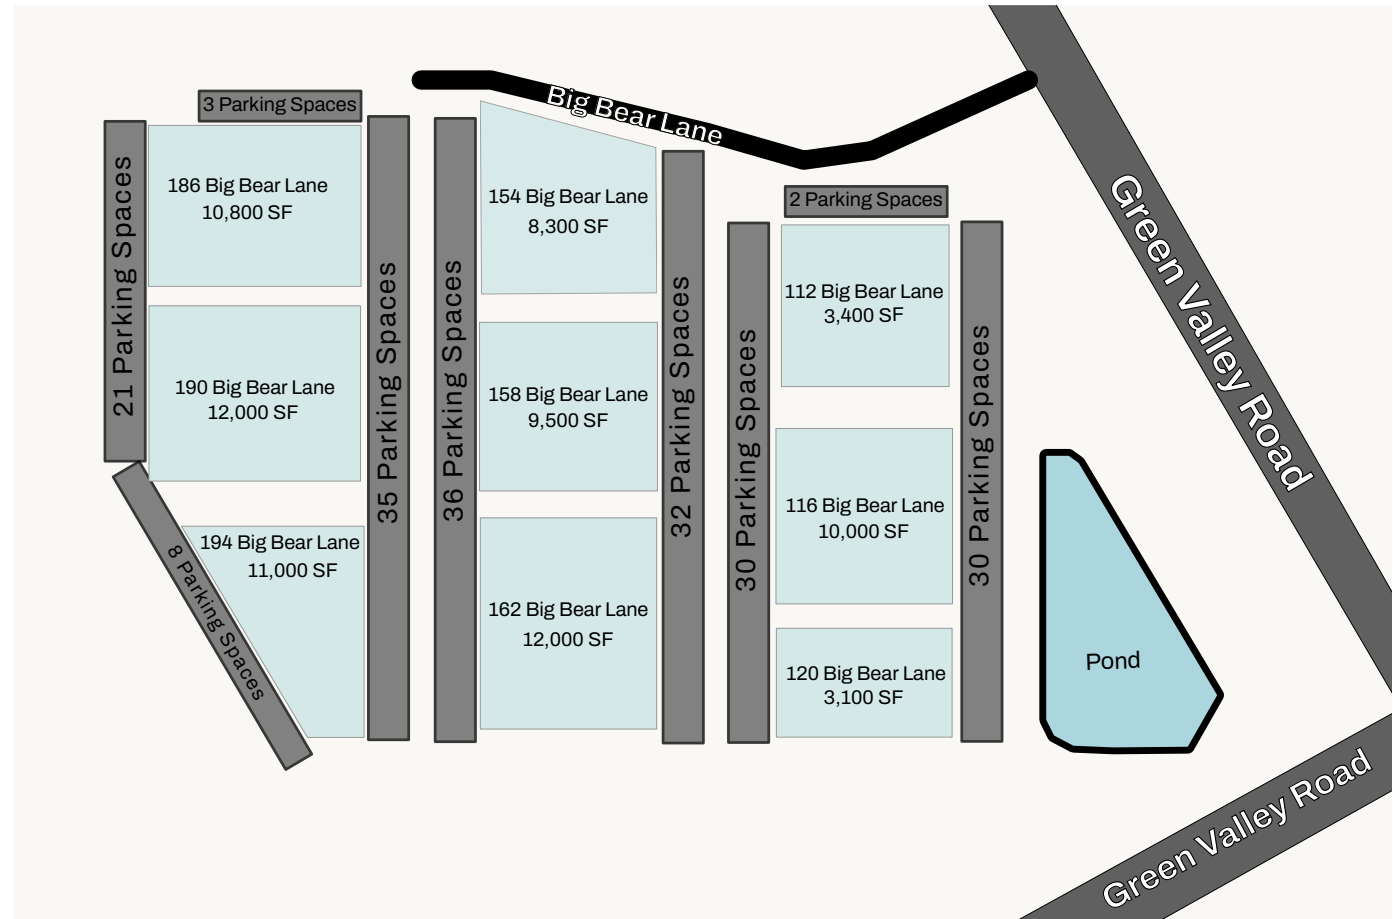 Big Bear Lane
3 Parking Spaces
21 Parking Spaces
186 Big Bear Lane
10,800 SF
190 Big Bear Lane
12,000 SF
8 Parking Spaces
194 Big Bear Lane
11,000 SF
35 Parking Spaces
36 Parking Spaces
154 Big Bear Lane
8,300 SF
158 Big Bear Lane
9,500 SF
162 Big Bear Lane
12,000 SF
32 Parking Spaces
2 Parking Spaces
30 Parking Spaces
112 Big Bear Lane
3,400 SF
116 Big Bear Lane
10,000 SF
120 Big Bear Lane
3,100 SF
30 Parking Spaces
Green Valley Road
Pond
Green Valley Road